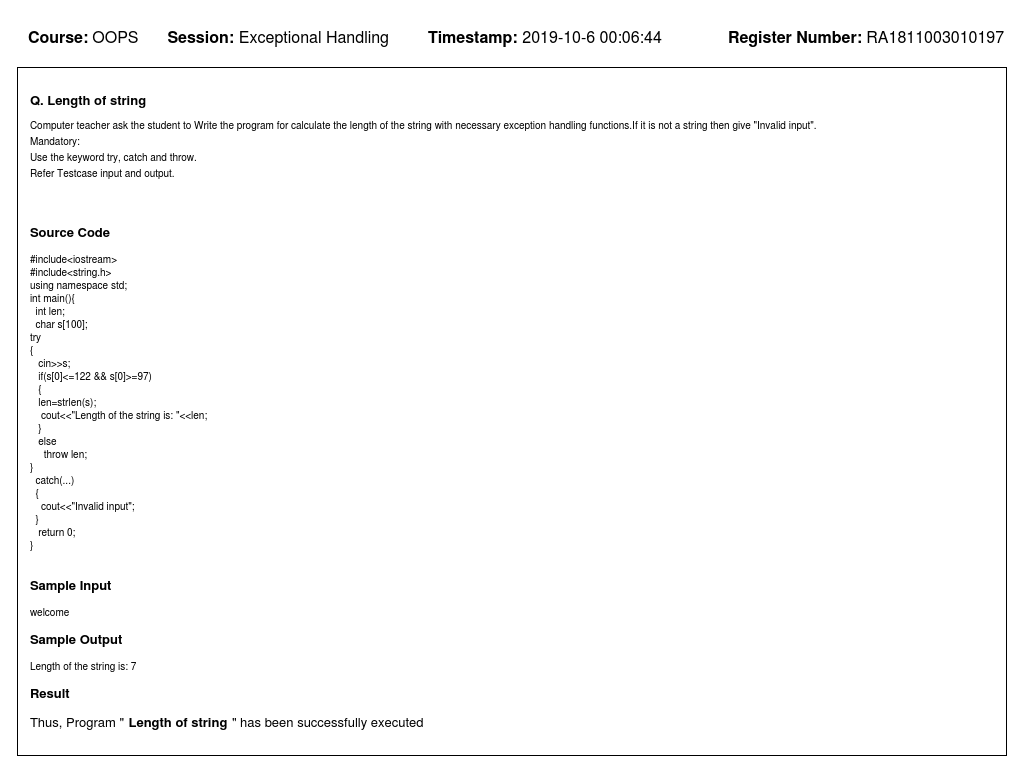 Course: OOPS Session: Exceptional Handling Timestamp: 2019-10-6 00:06:44 Register Number: RA1811003010197
Q. Length of string
Computer teacher ask the student to Write the program for calculate the length of the string with necessary exception handling functions.If it is not a string then give "Invalid input".
Mandatory:
Use the keyword try, catch and throw.
Refer Testcase input and output.
Source Code
#include<iostream>
#include<string.h>
using namespace std;
int main(){
  int len;
  char s[100];
try
{
   cin>>s;
   if(s[0]<=122 && s[0]>=97)
   {
   len=strlen(s);
    cout<<"Length of the string is: "<<len;
   }
   else
     throw len;
}
  catch(...)
  {
    cout<<"Invalid input";
  }
   return 0;
}
Sample Input
welcome
Sample Output
Length of the string is: 7
Result
Thus, Program " Length of string " has been successfully executed